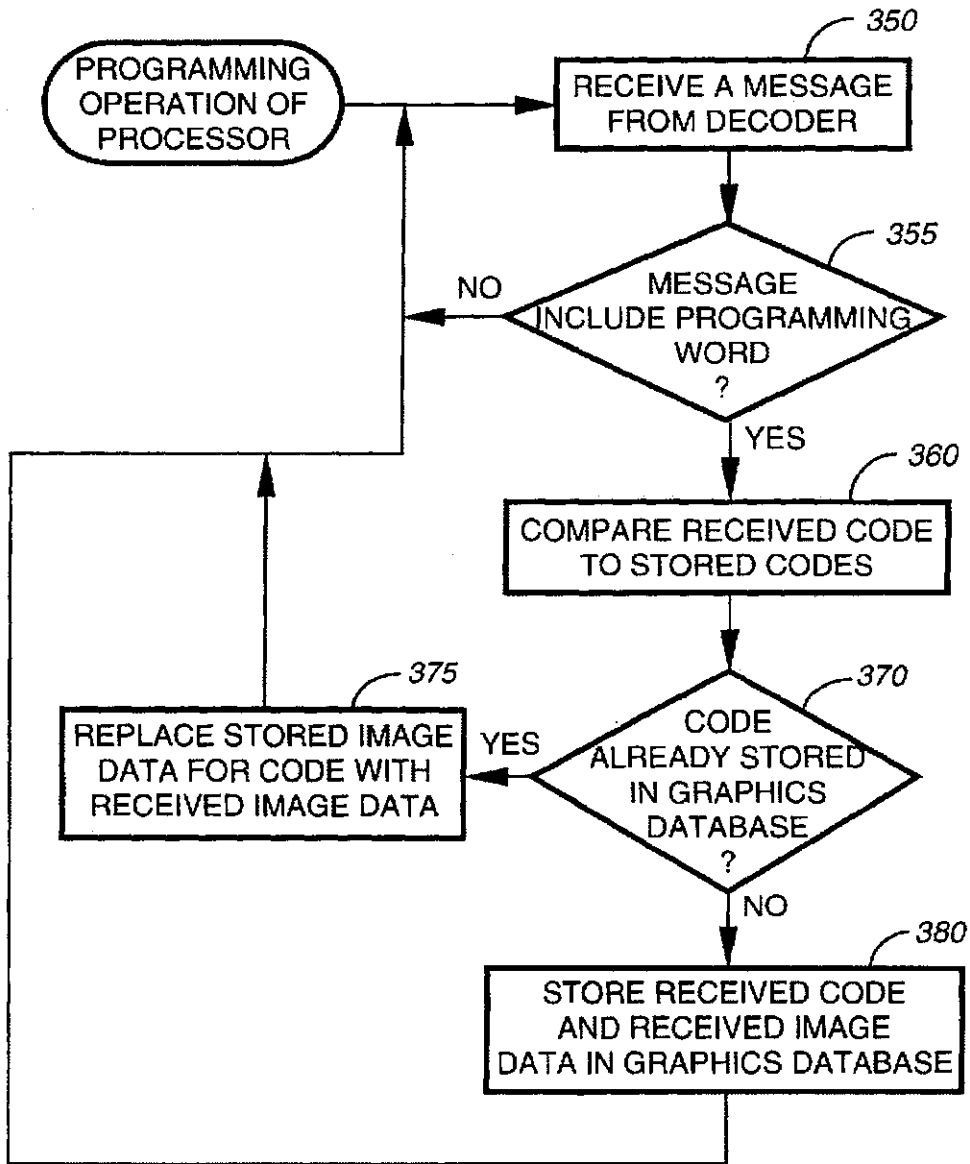 PROGRAMMING
OPERATION OF
PROCESSOR
350
RECEIVE A MESSAGE
FROM DECODER
355
MESSAGE
INCLUDE PROGRAMMING
WORD
?
NO
YES
360
COMPARE RECEIVED CODE
TO STORED CODES
370
CODE
ALREADY STORED
IN GRAPHICS
DATABASE
?
YES
375
REPLACE STORED IMAGE
DATA FOR CODE WITH
RECEIVED IMAGE DATA
NO
380
STORE RECEIVED CODE
AND RECEIVED IMAGE
DATA IN GRAPHICS DATABASE